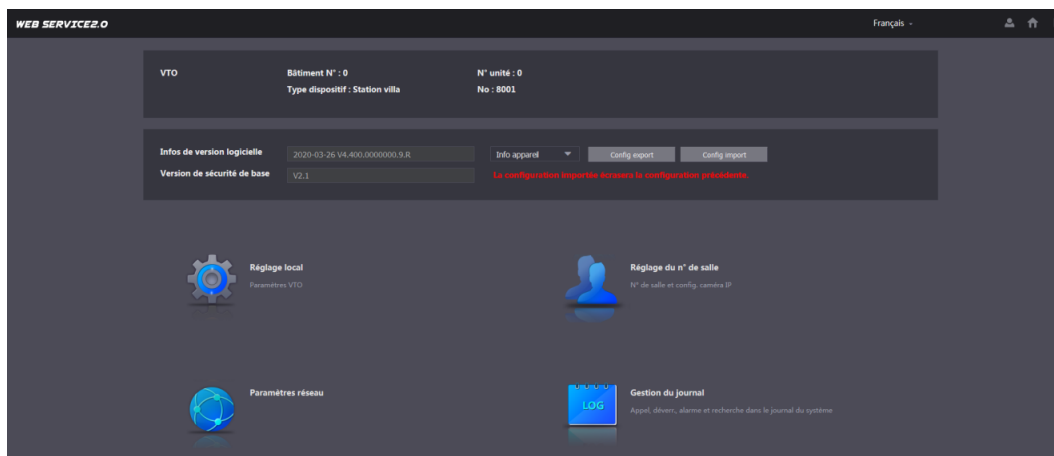 WEB SERVICE2.0 Français
VTO Bâtiment N° : 0 N° unité : 0
Type dispositif : Station villa No : 8001
Infos de version logicielle 2020-03-26 V4.400.0000000.9.R Info appareil Config export Config import
Version de sécurité de base V2.1 La configuration importée écrasera la configuration précédente.
Réglage local Réglage du n° de salle
Paramètres VTO N° de salle et config. caméra IP
Paramètres réseau Gestion du journal
LOG Appel, déverr., alarme et recherche dans le journal du système